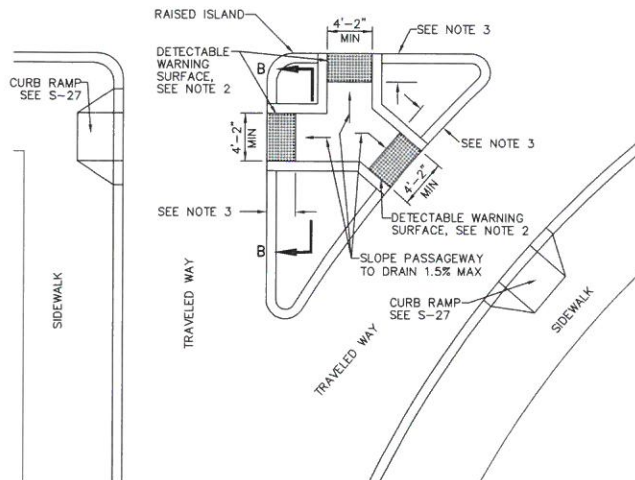 RAISED ISLAND
4'-2"
MIN
SEE NOTE 3
DETECTABLE
WARNING
SURFACE,
SEE NOTE 2
B
CURB RAMP
SEE S-27
4'-2"
MIN
SEE NOTE 3
4'-2"
MIN
SEE NOTE 3
DETECTABLE WARNING
SURFACE, SEE NOTE 2
B
SLOPE PASSAGEWAY
TO DRAIN 1.5% MAX
SIDEWALK
TRAVELED WAY
CURB RAMP
SEE S-27
SIDEWALK
TRAVELED WAY